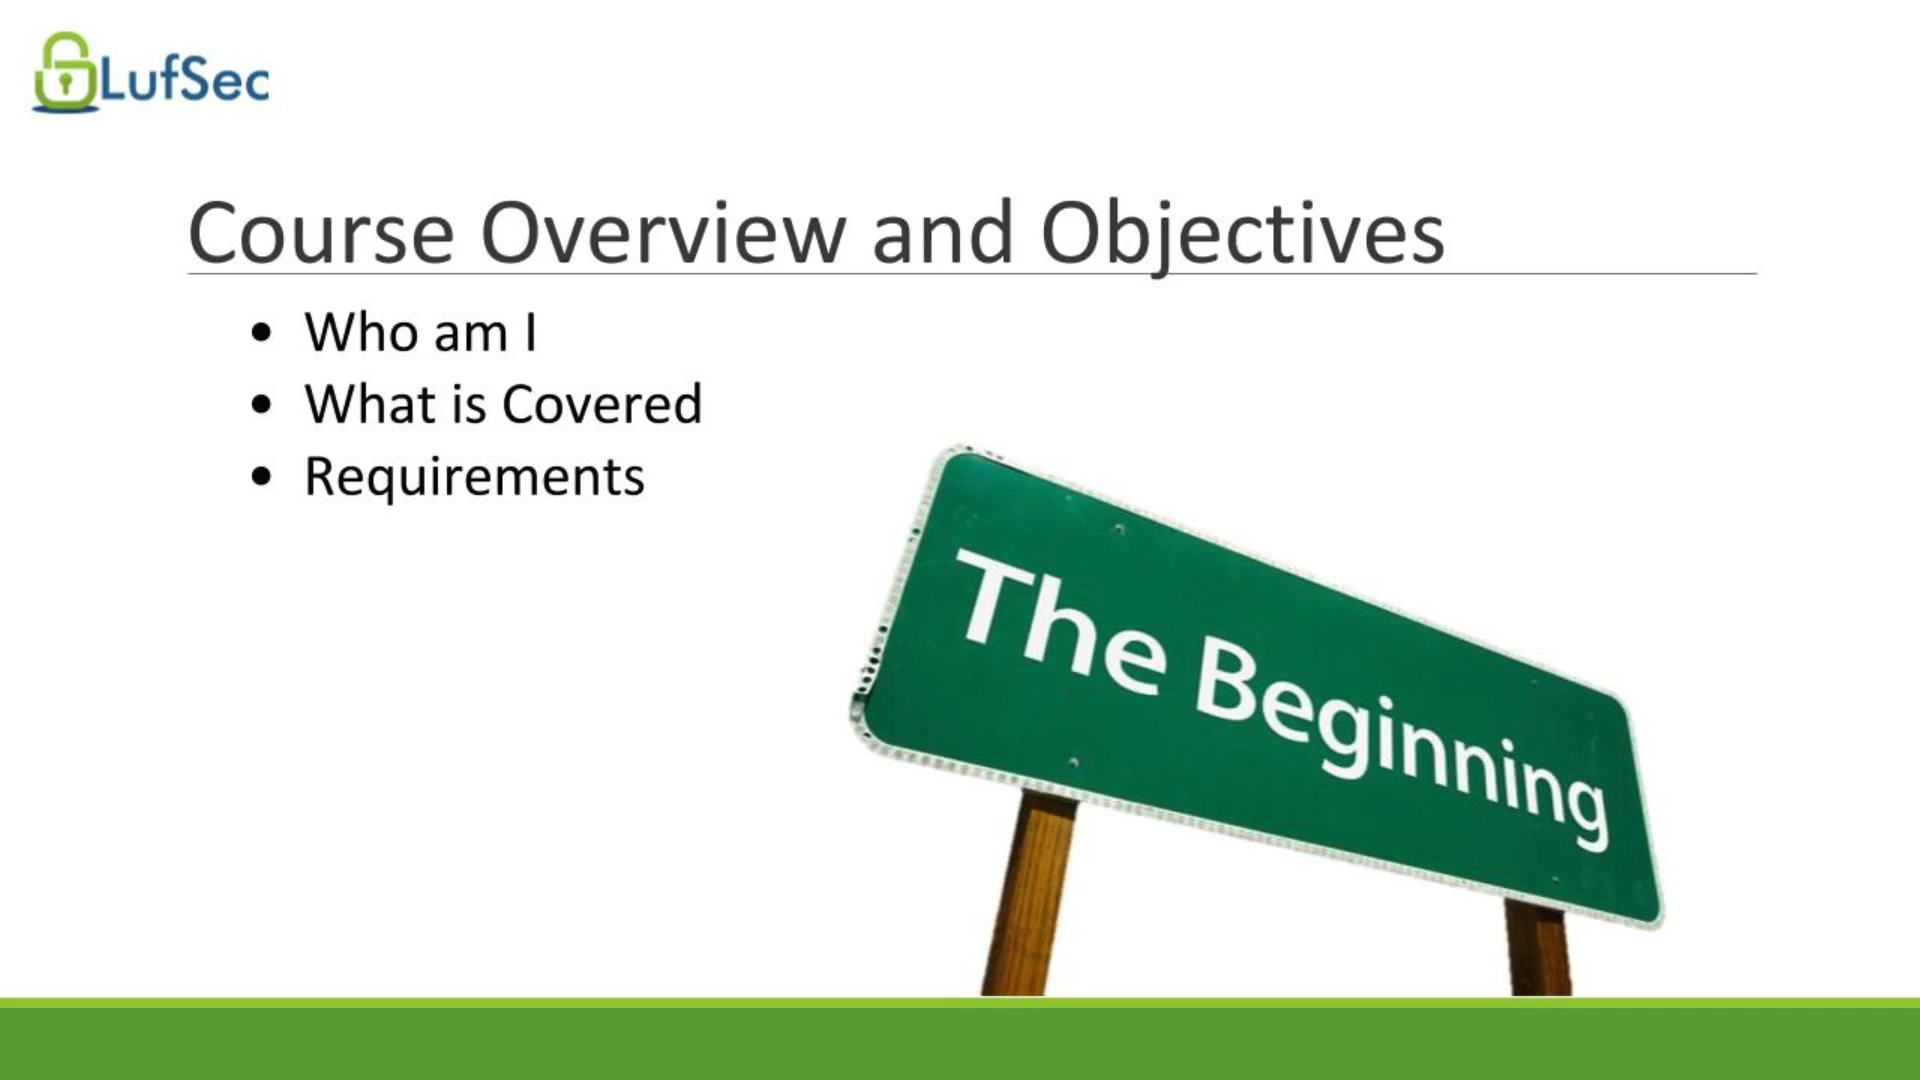 LufSec
Course Overview and Objectives
• Who am I
• What is Covered
• Requirements
The Beginning